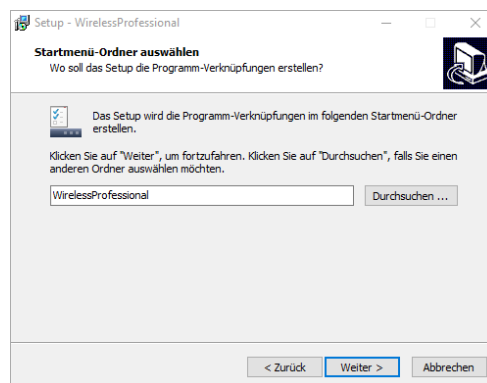 Setup - WirelessProfessional
Startmenü-Ordner auswählen
Wo soll das Setup die Programm-Verknüpfungen erstellen?
Das Setup wird die Programm-Verknüpfungen im folgenden Startmenü-Ordner
erstellen.
Klicken Sie auf "Weiter", um fortzufahren. Klicken Sie auf "Durchsuchen", falls Sie einen
anderen Ordner auswählen möchten.
WirelessProfessional
Durchsuchen ...
< Zurück
Weiter >
Abbrechen